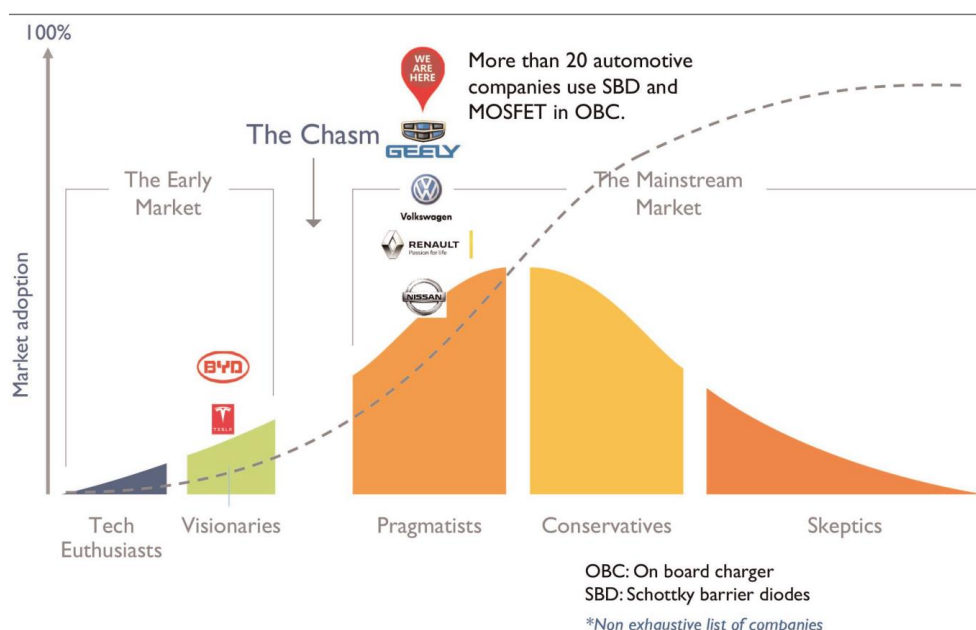 100%
WE
ARE
HERE
More than 20 automotive
companies use SBD and
MOSFET in OBC.
The Chasm
GEELY
The Early
Market
Volkswagen
The Mainstream
Market
RENAULT
Passion for life
NISSAN
Market adoption
BYD
TESLA
Tech
Euthusiasts
Visionaries
Pragmatists
Conservatives
Skeptics
OBC: On board charger
SBD: Schottky barrier diodes
*Non exhaustive list of companies